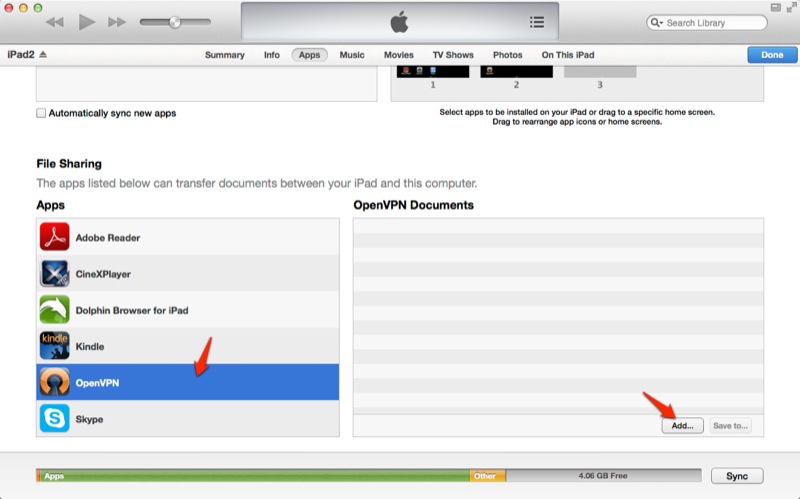 Search Library
iPad2
Summary Info Apps Music Movies TV Shows Photos On This iPad Done
1 2 3
Automatically sync new apps
Select apps to be installed on your iPad or drag to a specific home screen.
Drag to rearrange app icons or home screens.
File Sharing
The apps listed below can transfer documents between your iPad and this computer.
Apps
OpenVPN Documents
Adobe Reader
CineXPlayer
Dolphin Browser for iPad
kindle
Kindle
OpenVPN
Skype
Add... Save to...
Apps Other 4.06 GB Free Sync